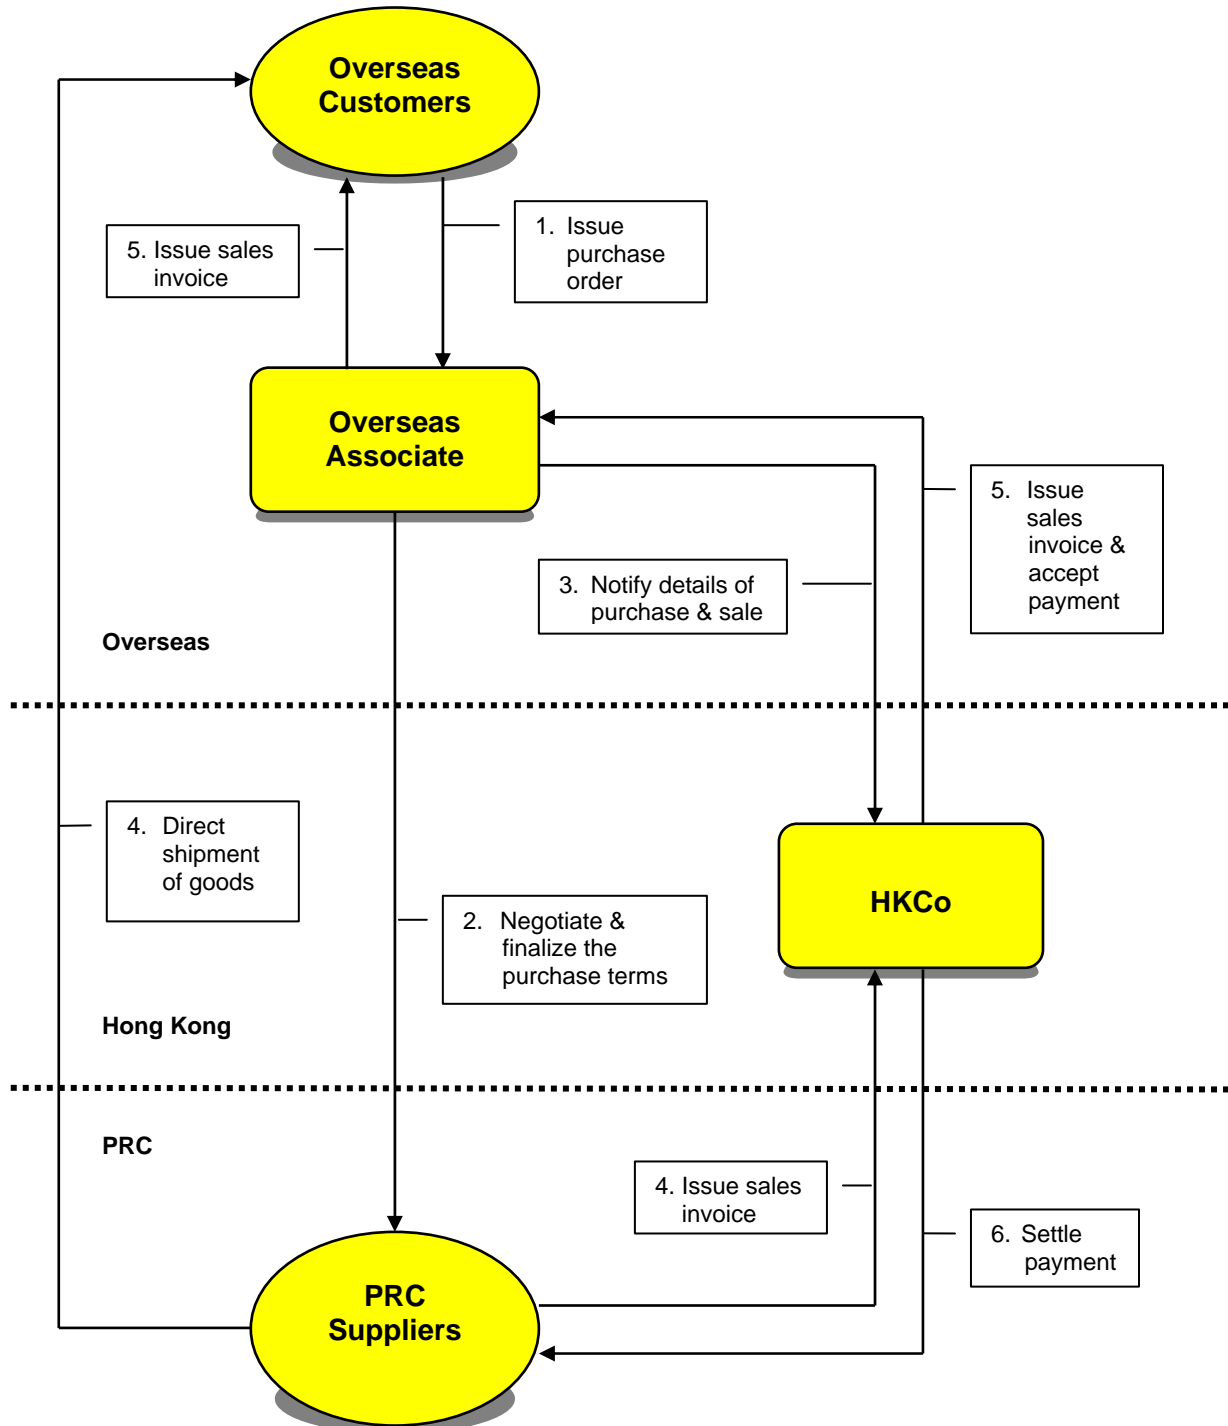 Overseas
Customers
5. Issue sales
invoice
1. Issue
purchase
order
Overseas
Associate
5. Issue
sales
invoice &
accept
payment
3. Notify details of
purchase & sale
Overseas
4. Direct
shipment
of goods
HKCo
2. Negotiate &
finalize the
purchase terms
Hong Kong
PRC
4. Issue sales
invoice
6. Settle
payment
PRC
Suppliers